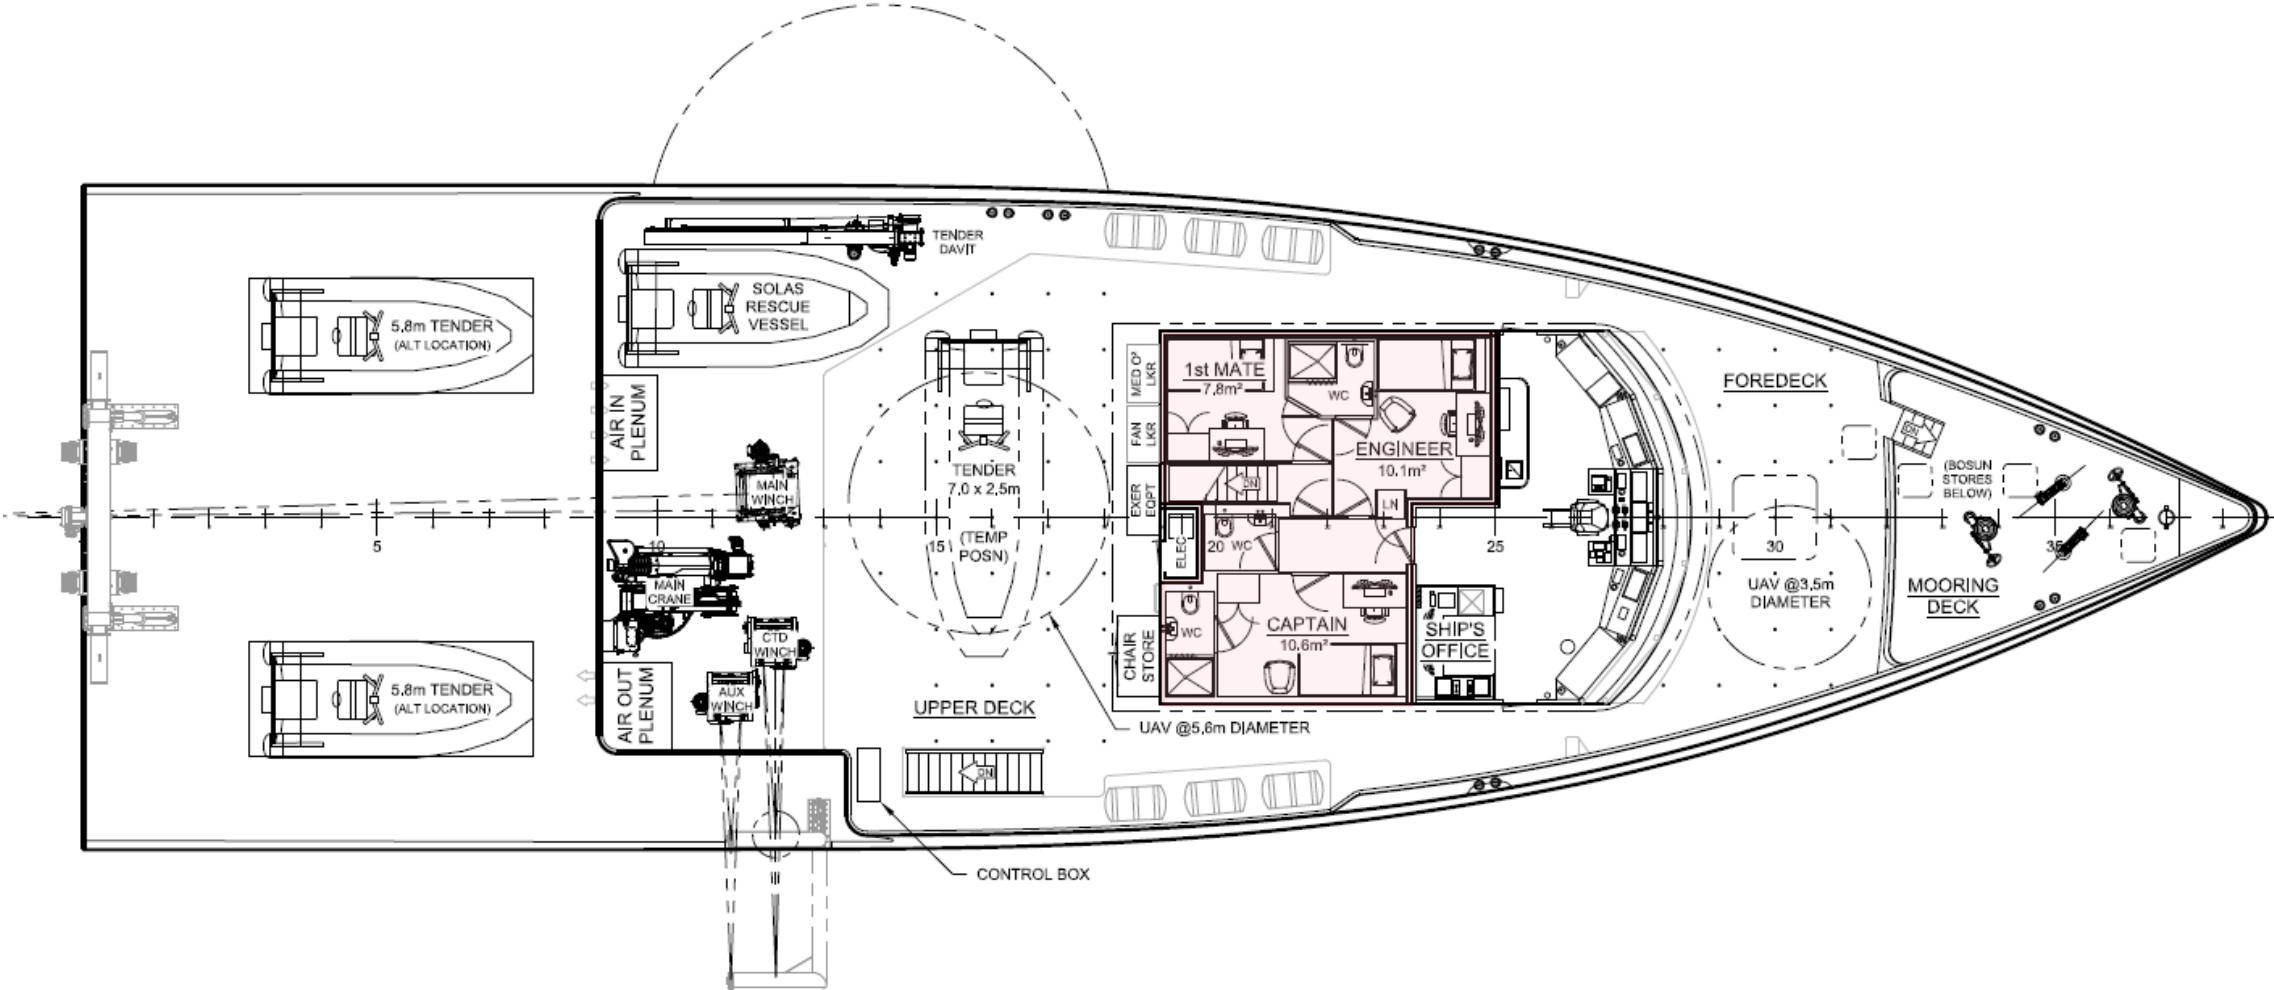 TENDER
DAVIT
SOLAS
RESCUE
VESSEL
5.8m TENDER
(ALT LOCATION)
AIR IN
PLENUM
MAIN
WINCH
TENDER
7.0 x 2.5m
(TEMP
POSN)
MED O²
LKR
FAN
LKR
EXER
EQPT
1st MATE
7.8m²
WC
ENGINEER
10.1m²
DN
LN
FOREDECK
DN
(BOSUN
STORES
BELOW)
5
10
15
20
25
30
35
ELEC
WC
MAIN
CRANE
CTD
WINCH
AUX
WINCH
AIR OUT
PLENUM
5.8m TENDER
(ALT LOCATION)
UPPER DECK
CHAIR
STORE
WC
CAPTAIN
10.6m²
SHIP'S
OFFICE
UAV @3.5m
DIAMETER
MOORING
DECK
UAV @5.6m DIAMETER
DN
CONTROL BOX